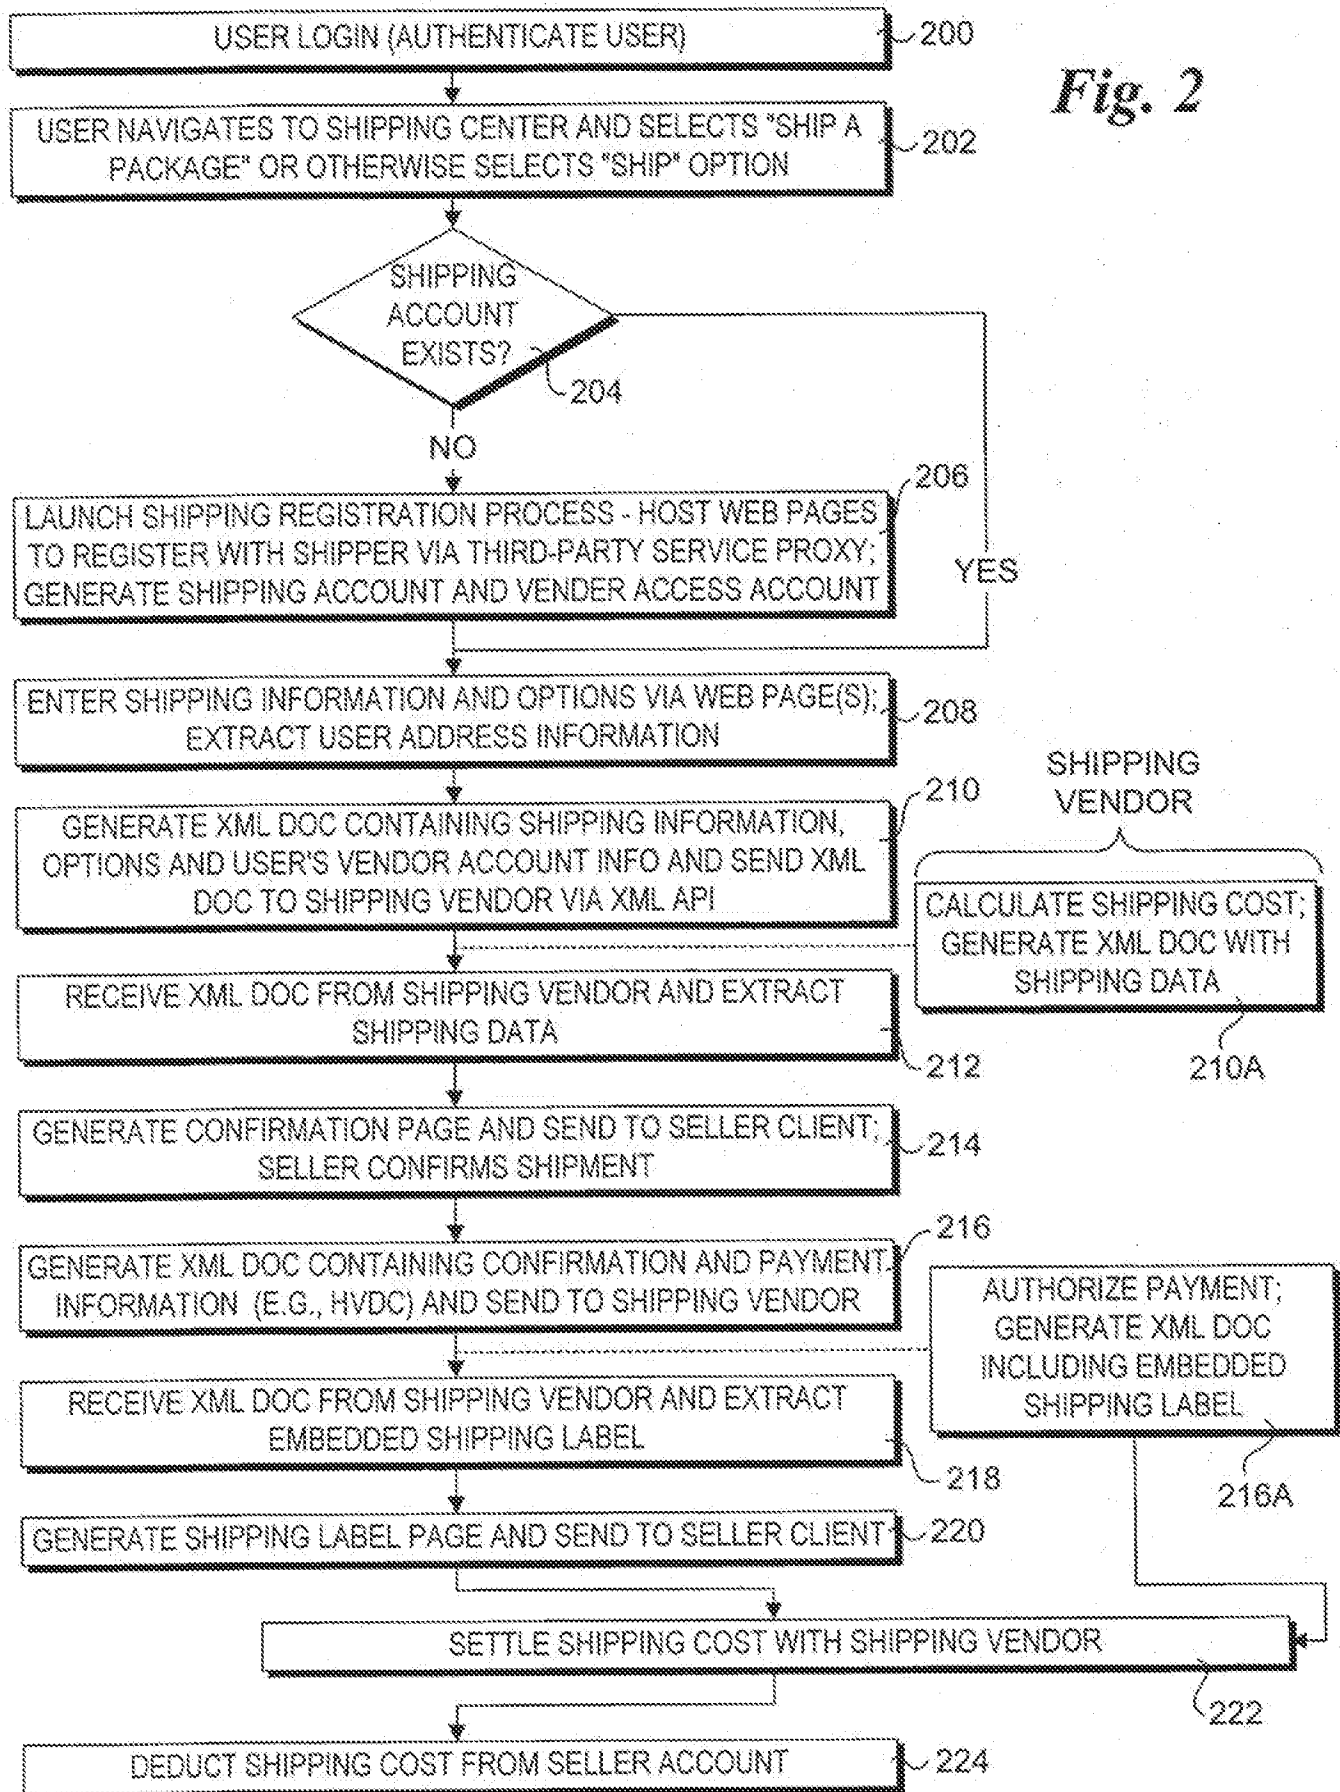 Fig. 2
USER LOGIN (AUTHENTICATE USER)
200
USER NAVIGATES TO SHIPPING CENTER AND SELECTS "SHIP A
PACKAGE" OR OTHERWISE SELECTS "SHIP" OPTION
202
SHIPPING
ACCOUNT
EXISTS?
204
NO
YES
206
LAUNCH SHIPPING REGISTRATION PROCESS - HOST WEB PAGES
TO REGISTER WITH SHIPPER VIA THIRD-PARTY SERVICE PROXY;
GENERATE SHIPPING ACCOUNT AND VENDER ACCESS ACCOUNT
ENTER SHIPPING INFORMATION AND OPTIONS VIA WEB PAGE(S);
EXTRACT USER ADDRESS INFORMATION
208
210
GENERATE XML DOC CONTAINING SHIPPING INFORMATION,
OPTIONS AND USER'S VENDOR ACCOUNT INFO AND SEND XML
DOC TO SHIPPING VENDOR VIA XML API
SHIPPING
VENDOR
CALCULATE SHIPPING COST;
GENERATE XML DOC WITH
SHIPPING DATA
210A
RECEIVE XML DOC FROM SHIPPING VENDOR AND EXTRACT
SHIPPING DATA
212
GENERATE CONFIRMATION PAGE AND SEND TO SELLER CLIENT;
SELLER CONFIRMS SHIPMENT
214
216
GENERATE XML DOC CONTAINING CONFIRMATION AND PAYMENT
INFORMATION (E.G., HVDC) AND SEND TO SHIPPING VENDOR
AUTHORIZE PAYMENT;
GENERATE XML DOC
INCLUDING EMBEDDED
SHIPPING LABEL
216A
RECEIVE XML DOC FROM SHIPPING VENDOR AND EXTRACT
EMBEDDED SHIPPING LABEL
218
GENERATE SHIPPING LABEL PAGE AND SEND TO SELLER CLIENT
220
SETTLE SHIPPING COST WITH SHIPPING VENDOR
222
DEDUCT SHIPPING COST FROM SELLER ACCOUNT
224